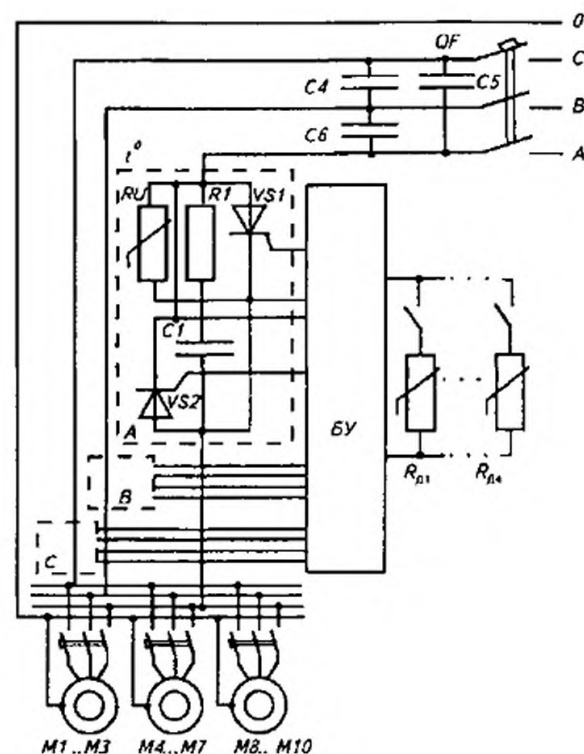 0
QF
C
C4
C5
B
C6
A
t°
RU
R1
VS1
C1
VS2
A
БУ
Rд1
Rд4
B
C
M1...M3
M4...M7
M8.. M10